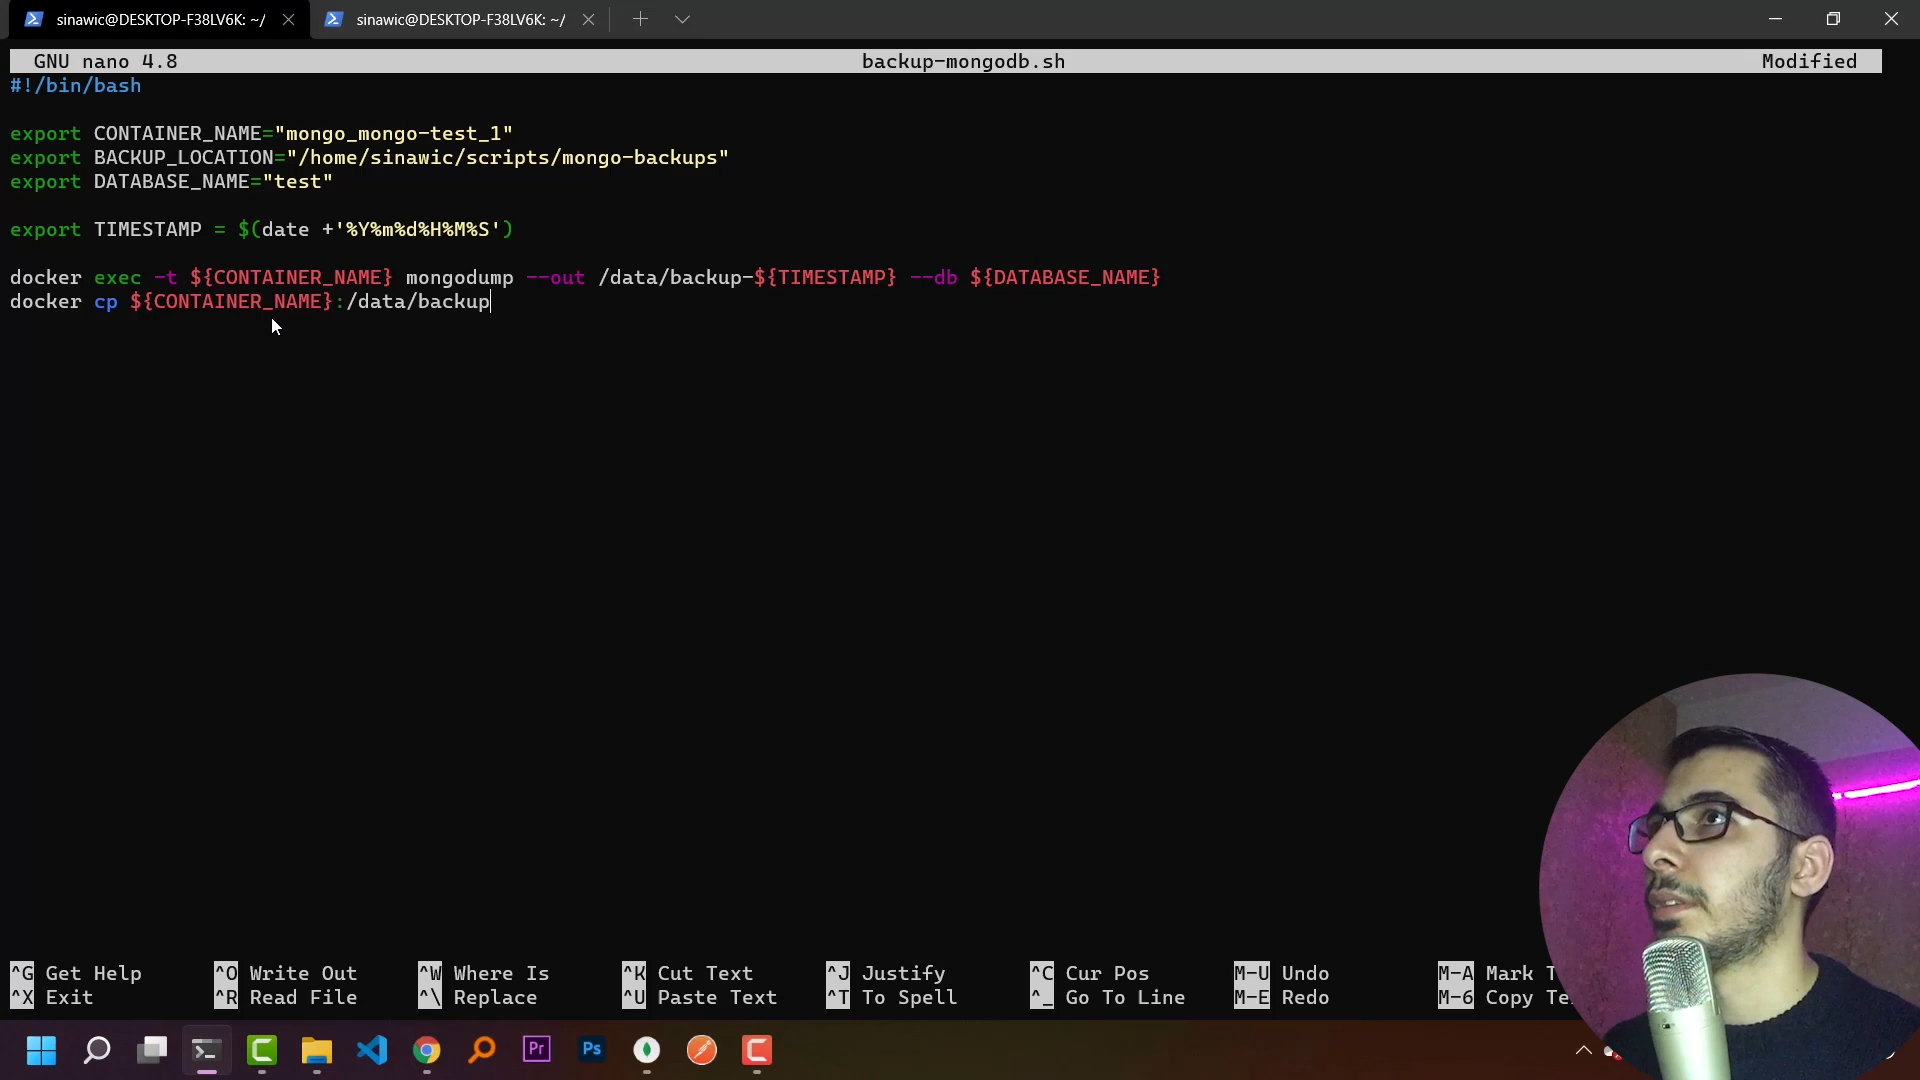 sinawic@DESKTOP-F38LV6K: ~/
sinawic@DESKTOP-F38LV6K: ~/
GNU nano 4.8 backup-mongodb.sh Modified
#!/bin/bash
export CONTAINER_NAME="mongo_mongo-test_1"
export BACKUP_LOCATION="/home/sinawic/scripts/mongo-backups"
export DATABASE_NAME="test"
export TIMESTAMP = $(date +'%Y%m%d%H%M%S')
docker exec -t ${CONTAINER_NAME} mongodump --out /data/backup-${TIMESTAMP} --db ${DATABASE_NAME}
docker cp ${CONTAINER_NAME}:/data/backup
^G Get Help ^O Write Out ^W Where Is ^K Cut Text ^J Justify ^C Cur Pos M-U Undo M-A Mark
^X Exit ^R Read File ^\ Replace ^U Paste Text ^T To Spell ^_ Go To Line M-E Redo M-6 Copy
Pr
Ps